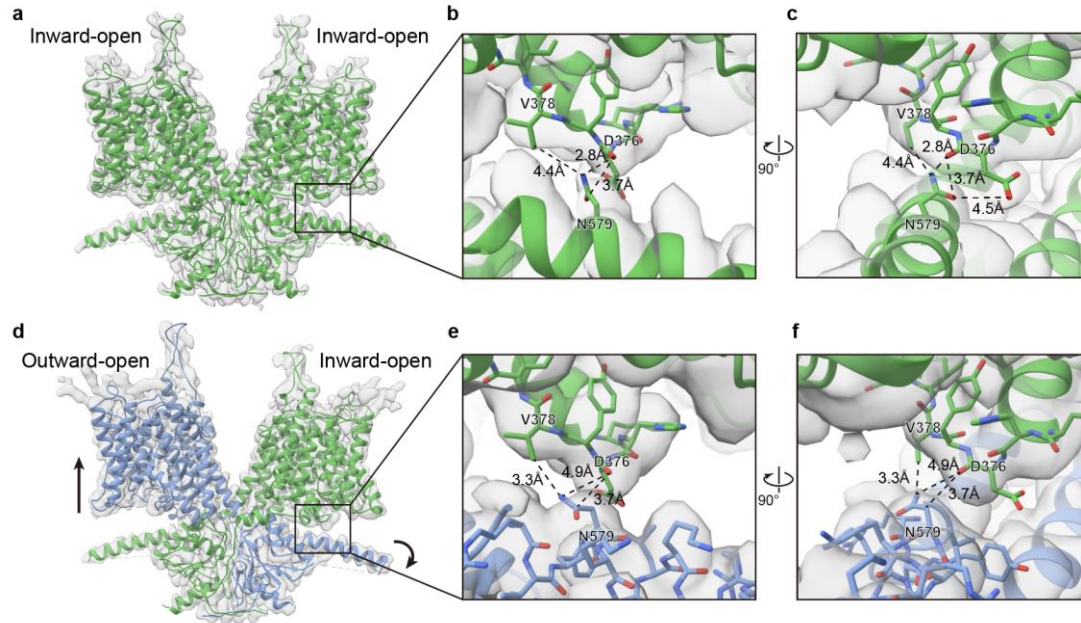 a
Inward-open
Inward-open
b
V378
D376
2.8Å
4.4Å
3.7Å
N579
90°
c
V378
2.8Å
D376
4.4Å
3.7Å
N579
4.5Å
d
Outward-open
Inward-open
e
V378
D376
4.9Å
3.3Å
3.7Å
N579
90°
f
V378
4.9Å
D376
3.3Å
3.7Å
N579